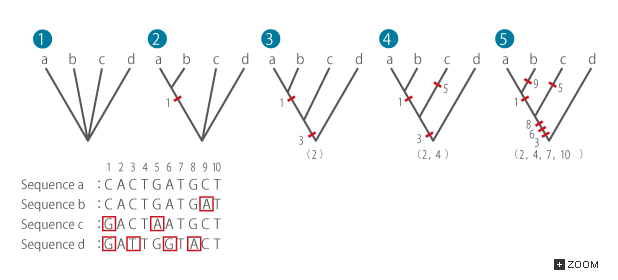 1 2 3 4 5
a b c d a b c d a b c d a b c d a b c d
1 1 3 1 5 3 1 9 5 8 6 3
(2) (2, 4) (2, 4, 7, 10 )
1 2 3 4 5 6 7 8 9 10
Sequence a : C A C T G A T G C T
Sequence b : C A C T G A T G A T
Sequence c : G A C T A A T G C T
Sequence d : G A T T G G T A C T
ZOOM